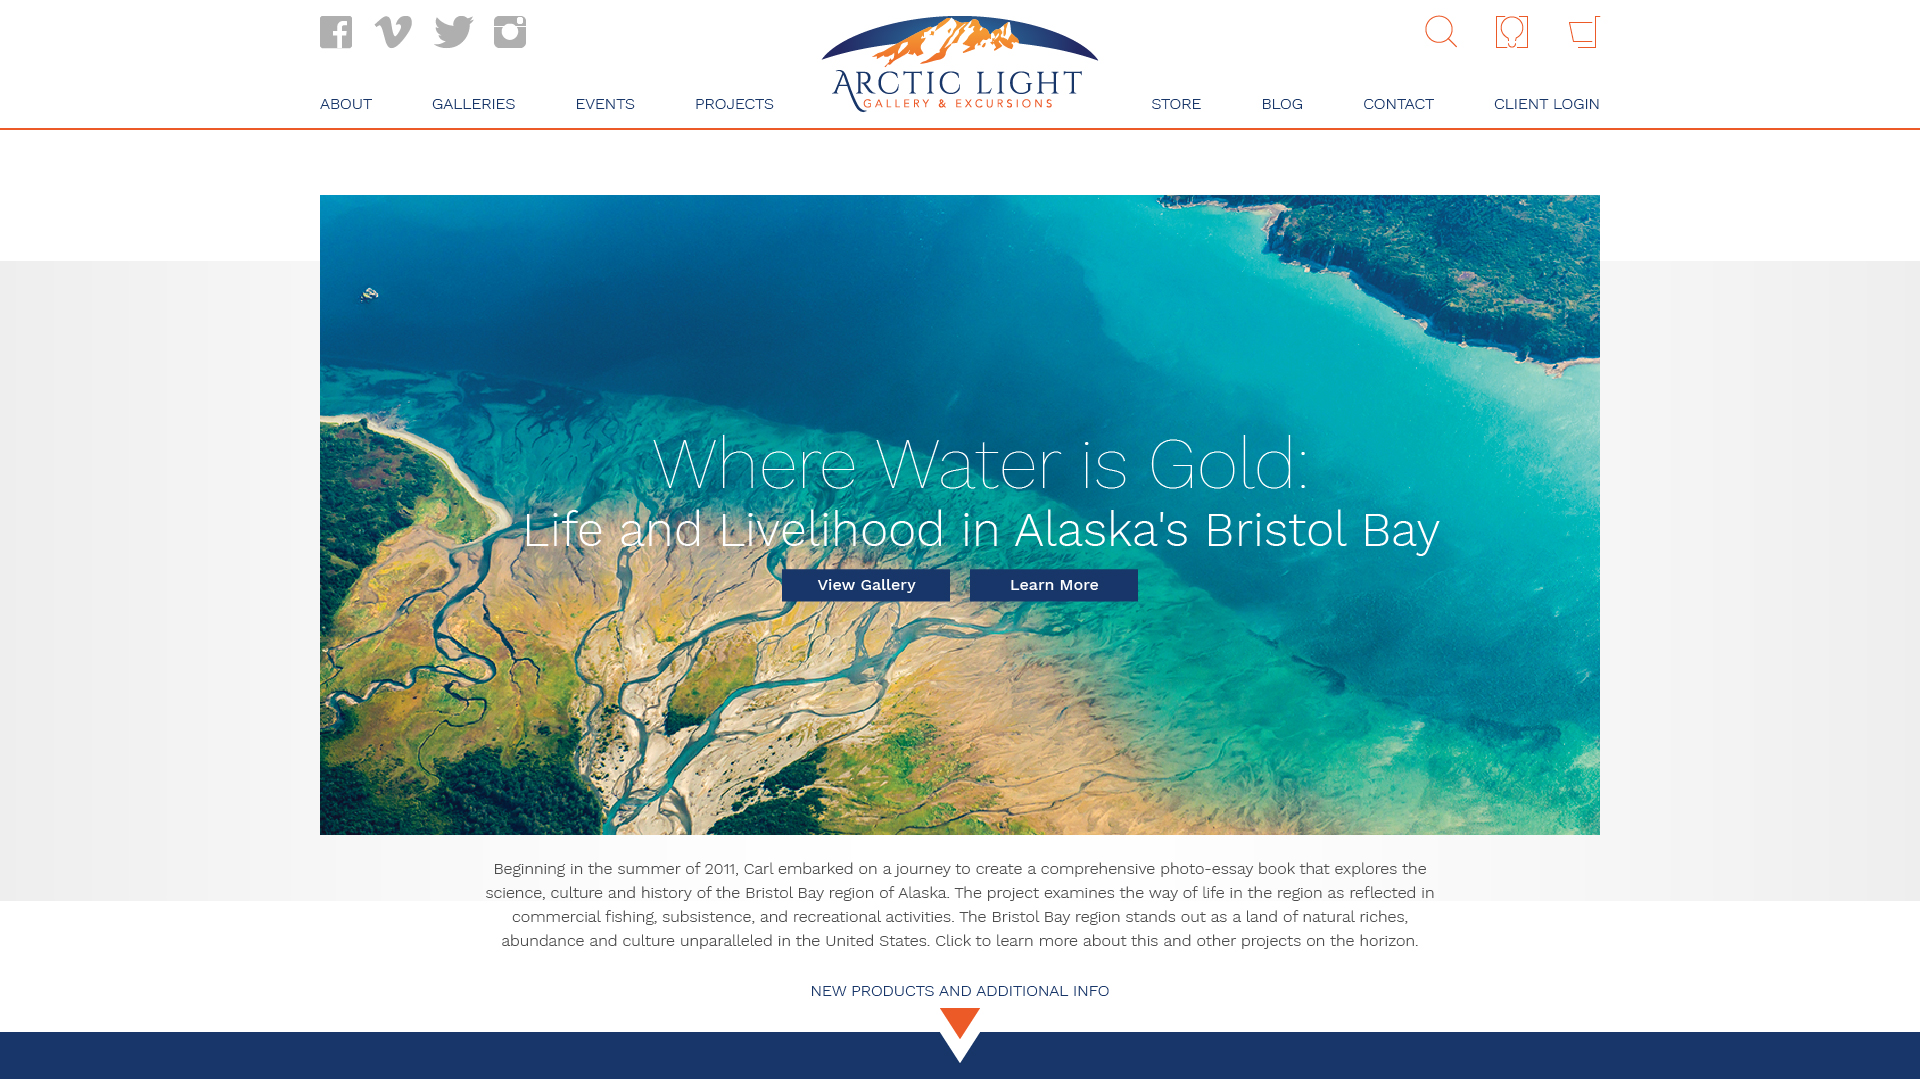 ARCTIC LIGHT
GALLERY & EXCURSIONS
ABOUT
GALLERIES
EVENTS
PROJECTS
STORE
BLOG
CONTACT
CLIENT LOGIN
Where Water is Gold:
Life and Livelihood in Alaska's Bristol Bay
View Gallery
Learn More
Beginning in the summer of 2011, Carl embarked on a journey to create a comprehensive photo-essay book that explores the
science, culture and history of the Bristol Bay region of Alaska. The project examines the way of life in the region as reflected in
commercial fishing, subsistence, and recreational activities. The Bristol Bay region stands out as a land of natural riches,
abundance and culture unparalleled in the United States. Click to learn more about this and other projects on the horizon.
NEW PRODUCTS AND ADDITIONAL INFO